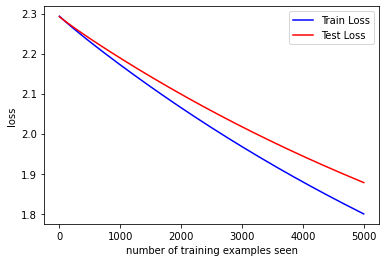 2.3
2.2
2.1
2.0
1.9
1.8
loss
0 1000 2000 3000 4000 5000
number of training examples seen
Train Loss
Test Loss